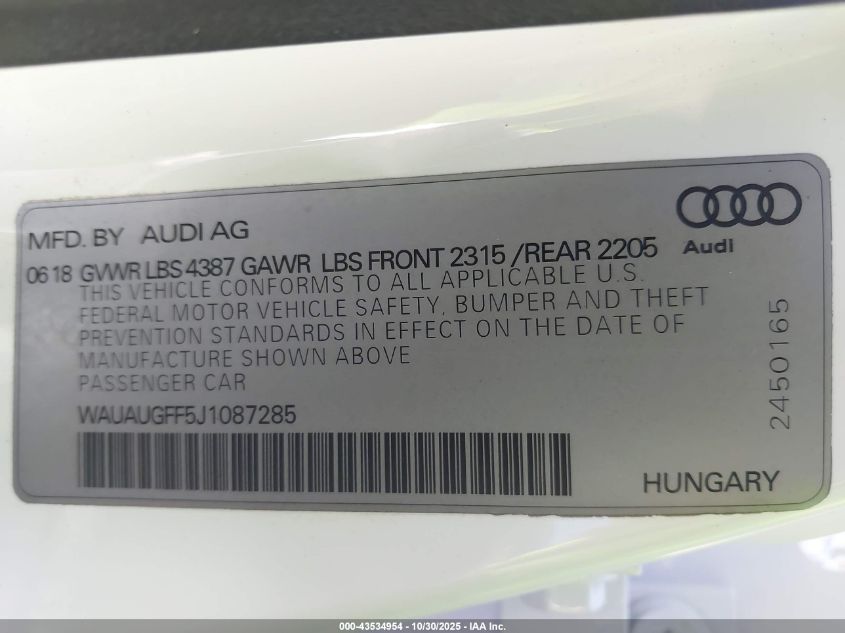 MFD. BY AUDI AG
Audi
0618 GVWR LBS 4387 GAWR LBS FRONT 2315 /REAR 2205
THIS VEHICLE CONFORMS TO ALL APPLICABLE U.S.
FEDERAL MOTOR VEHICLE SAFETY, BUMPER AND THEFT
PREVENTION STANDARDS IN EFFECT ON THE DATE OF
MANUFACTURE SHOWN ABOVE
PASSENGER CAR
WAUAUGFF5J1087285
2450165
HUNGARY
000-43534954 - 10/30/2025 - IAA Inc.